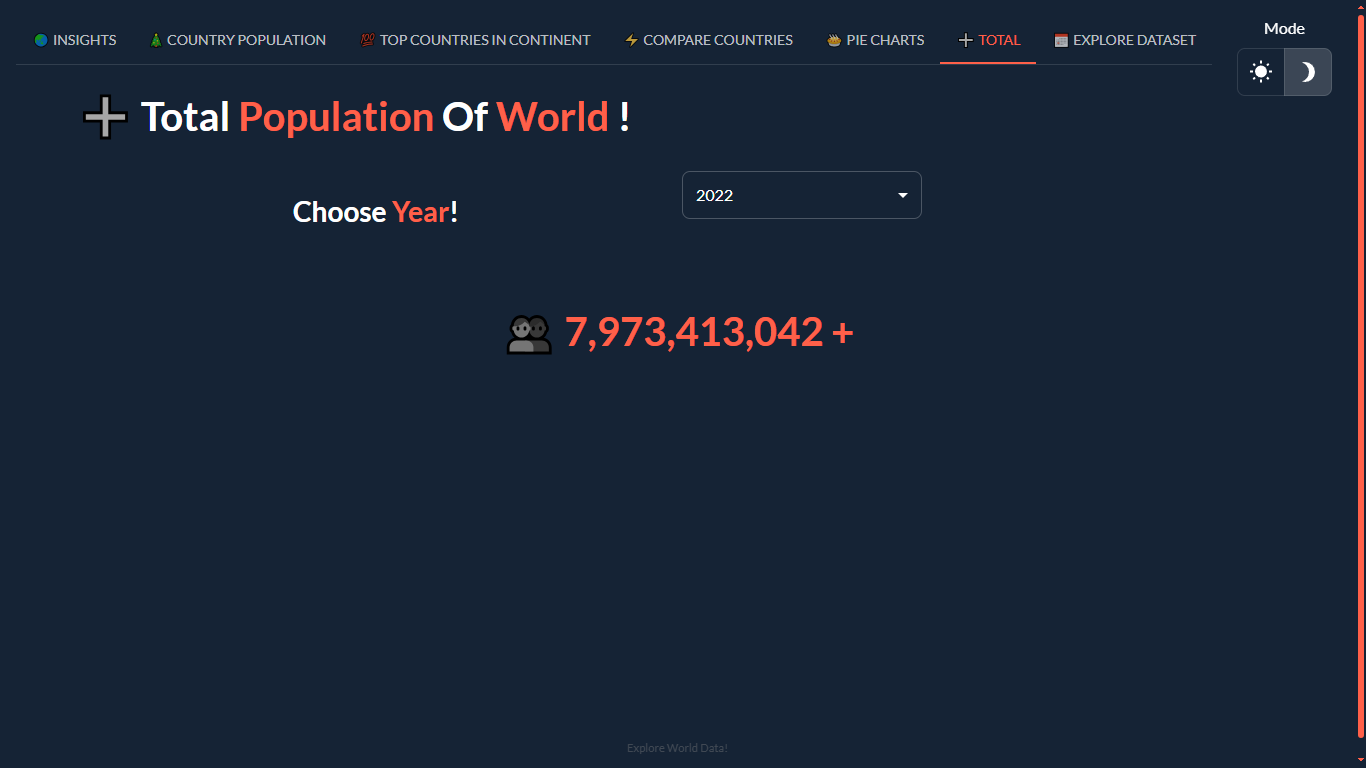 INSIGHTS
COUNTRY POPULATION
💯 TOP COUNTRIES IN CONTINENT
COMPARE COUNTRIES
PIE CHARTS
TOTAL
EXPLORE DATASET
Mode
Total Population Of World !
Choose Year!
2022
7,973,413,042 +
Explore World Data!